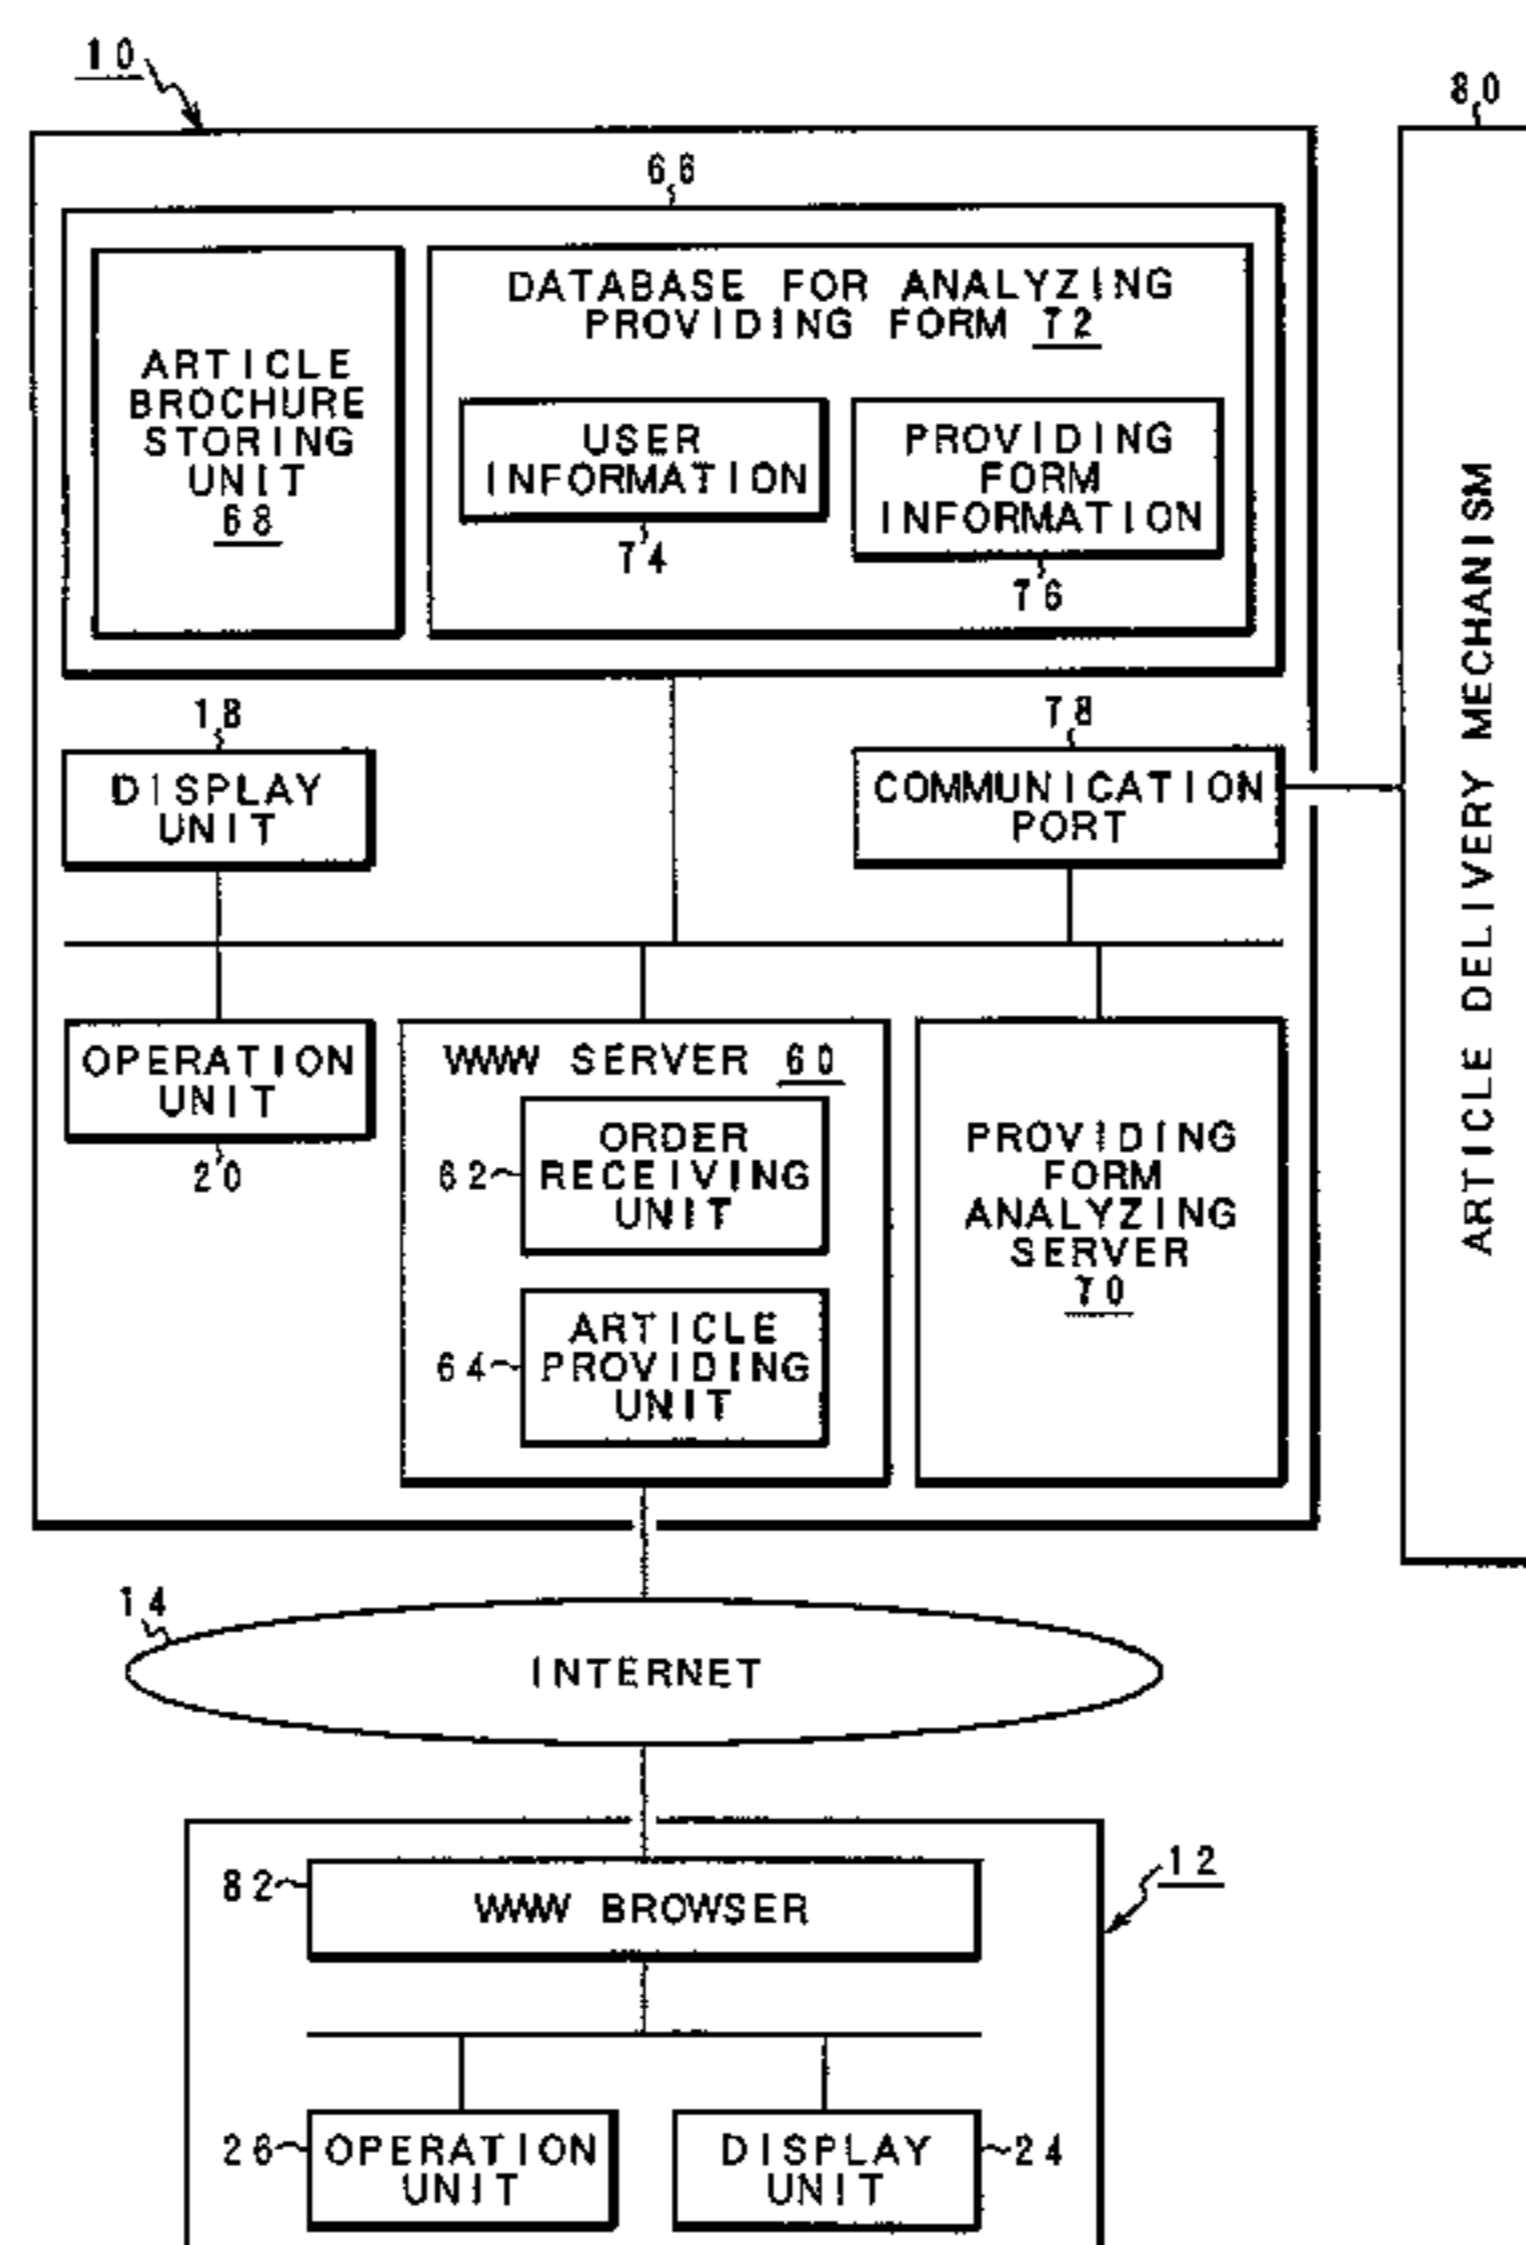 10
80
66
DATABASE FOR ANALYZING
PROVIDING FORM 72
ARTICLE
BROCHURE
STORING
UNIT
68
USER
INFORMATION
74
PROVIDING
FORM
INFORMATION
76
18
DISPLAY
UNIT
78
COMMUNICATION
PORT
ARTICLE DELIVERY MECHANISM
OPERATION
UNIT
20
WWW SERVER 60
62
ORDER
RECEIVING
UNIT
64
ARTICLE
PROVIDING
UNIT
PROVIDING
FORM
ANALYZING
SERVER
70
14
INTERNET
12
82
WWW BROWSER
26
OPERATION
UNIT
DISPLAY
UNIT
24